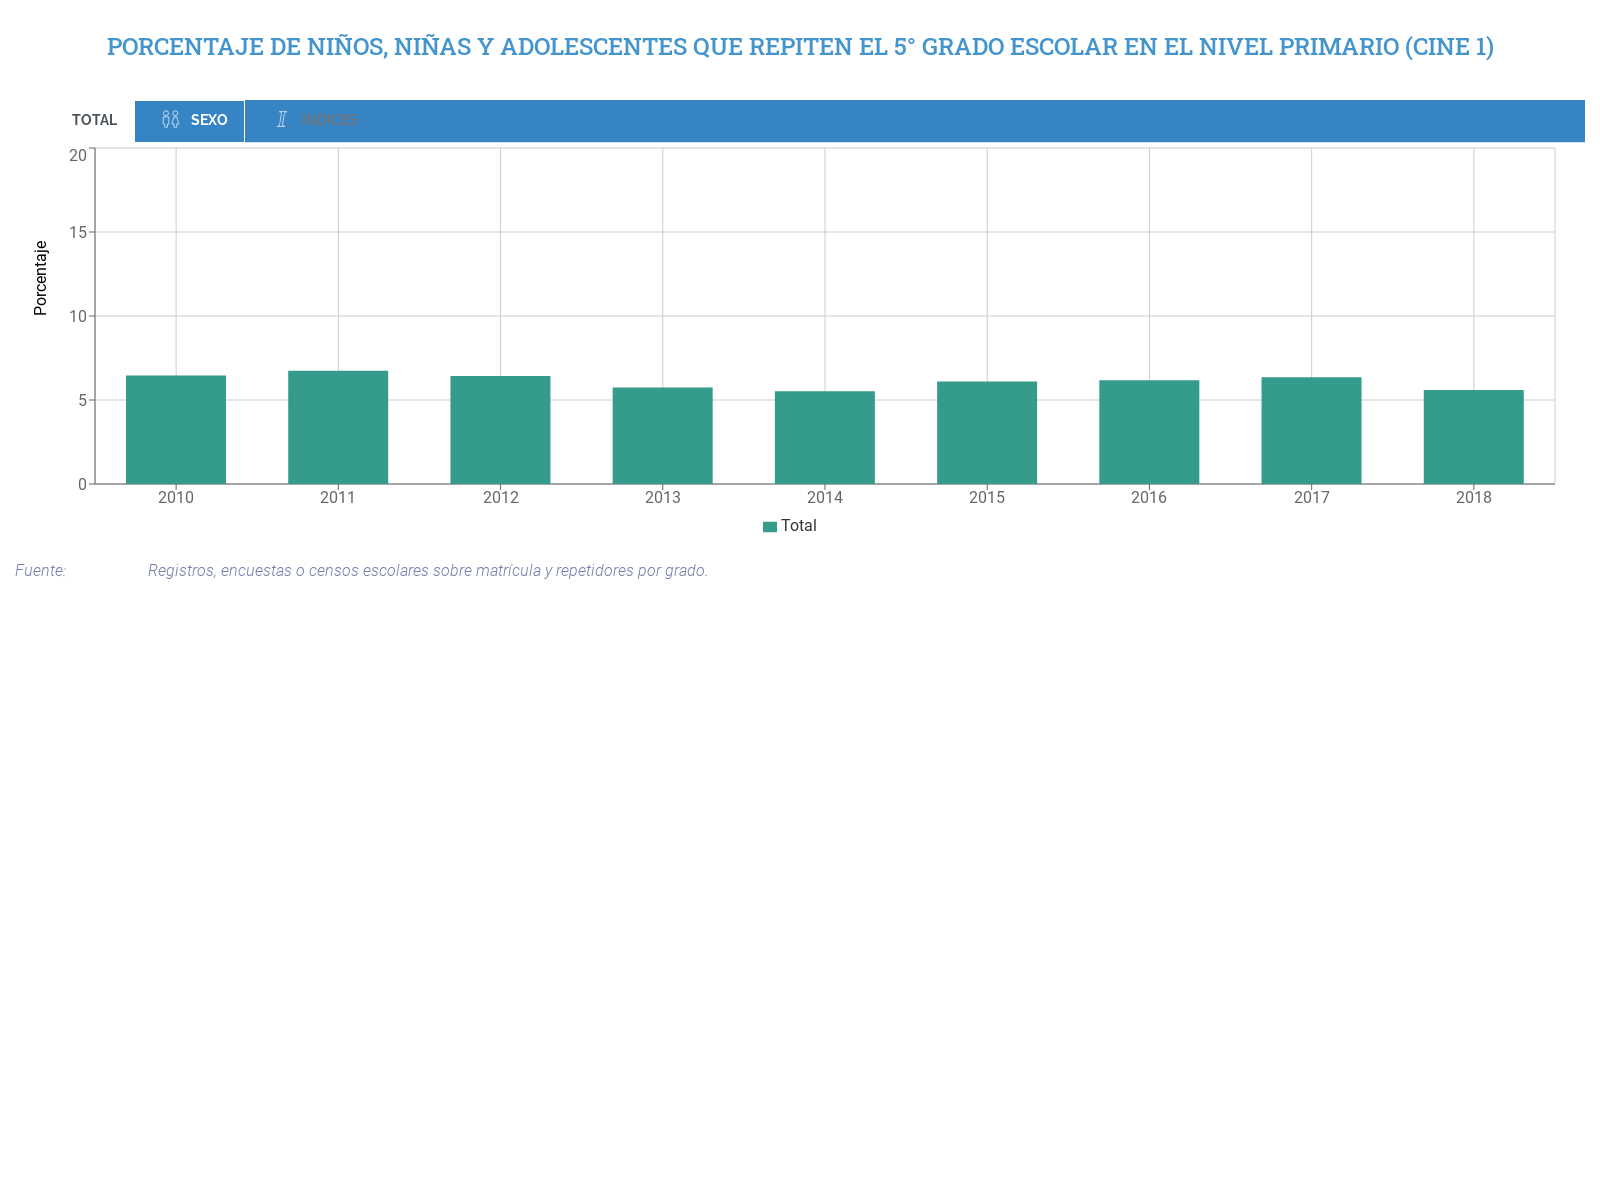 PORCENTAJE DE NIÑOS, NIÑAS Y ADOLESCENTES QUE REPITEN EL 5° GRADO ESCOLAR EN EL NIVEL PRIMARIO (CINE 1)
TOTAL SEXO INDICES
20
15
10
5
0
Porcentaje
2010 2011 2012 2013 2014 2015 2016 2017 2018
Total
Fuente: Registros, encuestas o censos escolares sobre matrícula y repetidores por grado.